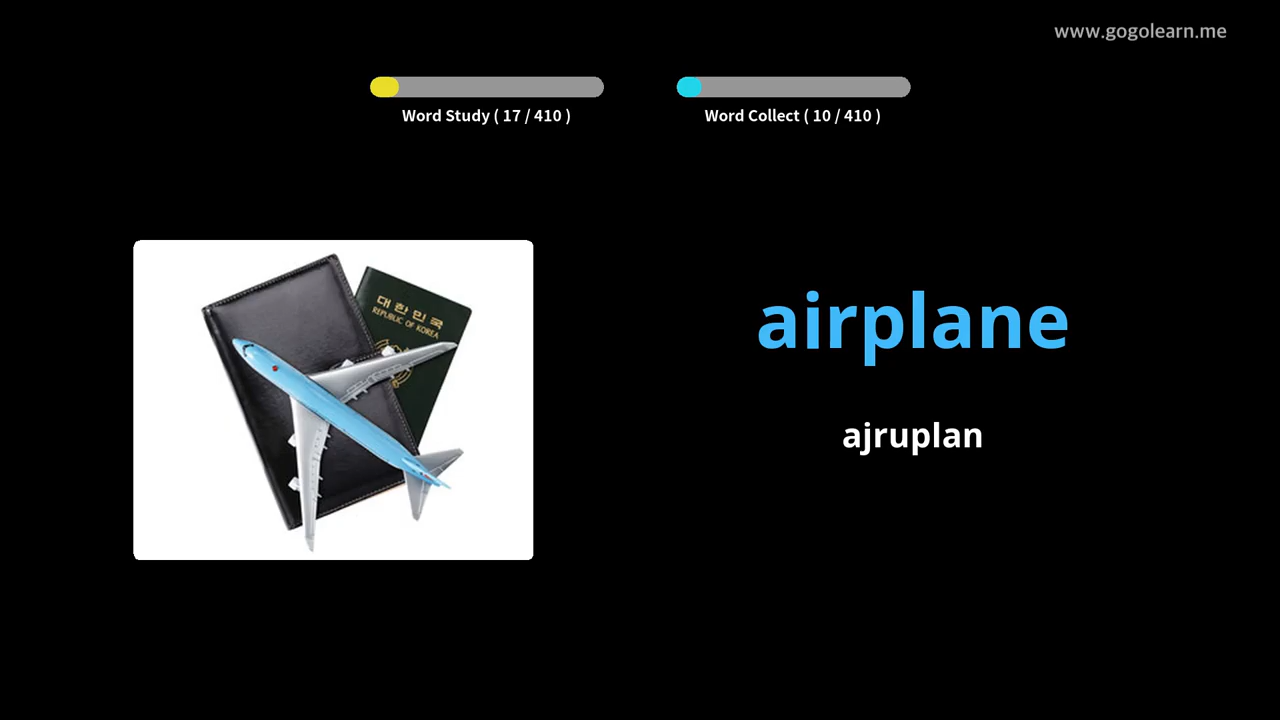 www.gogolearn.me
Word Study ( 17 / 410 )
Word Collect ( 10 / 410 )
대한민국
REPUBLIC OF KOREA
airplane
ajruplan